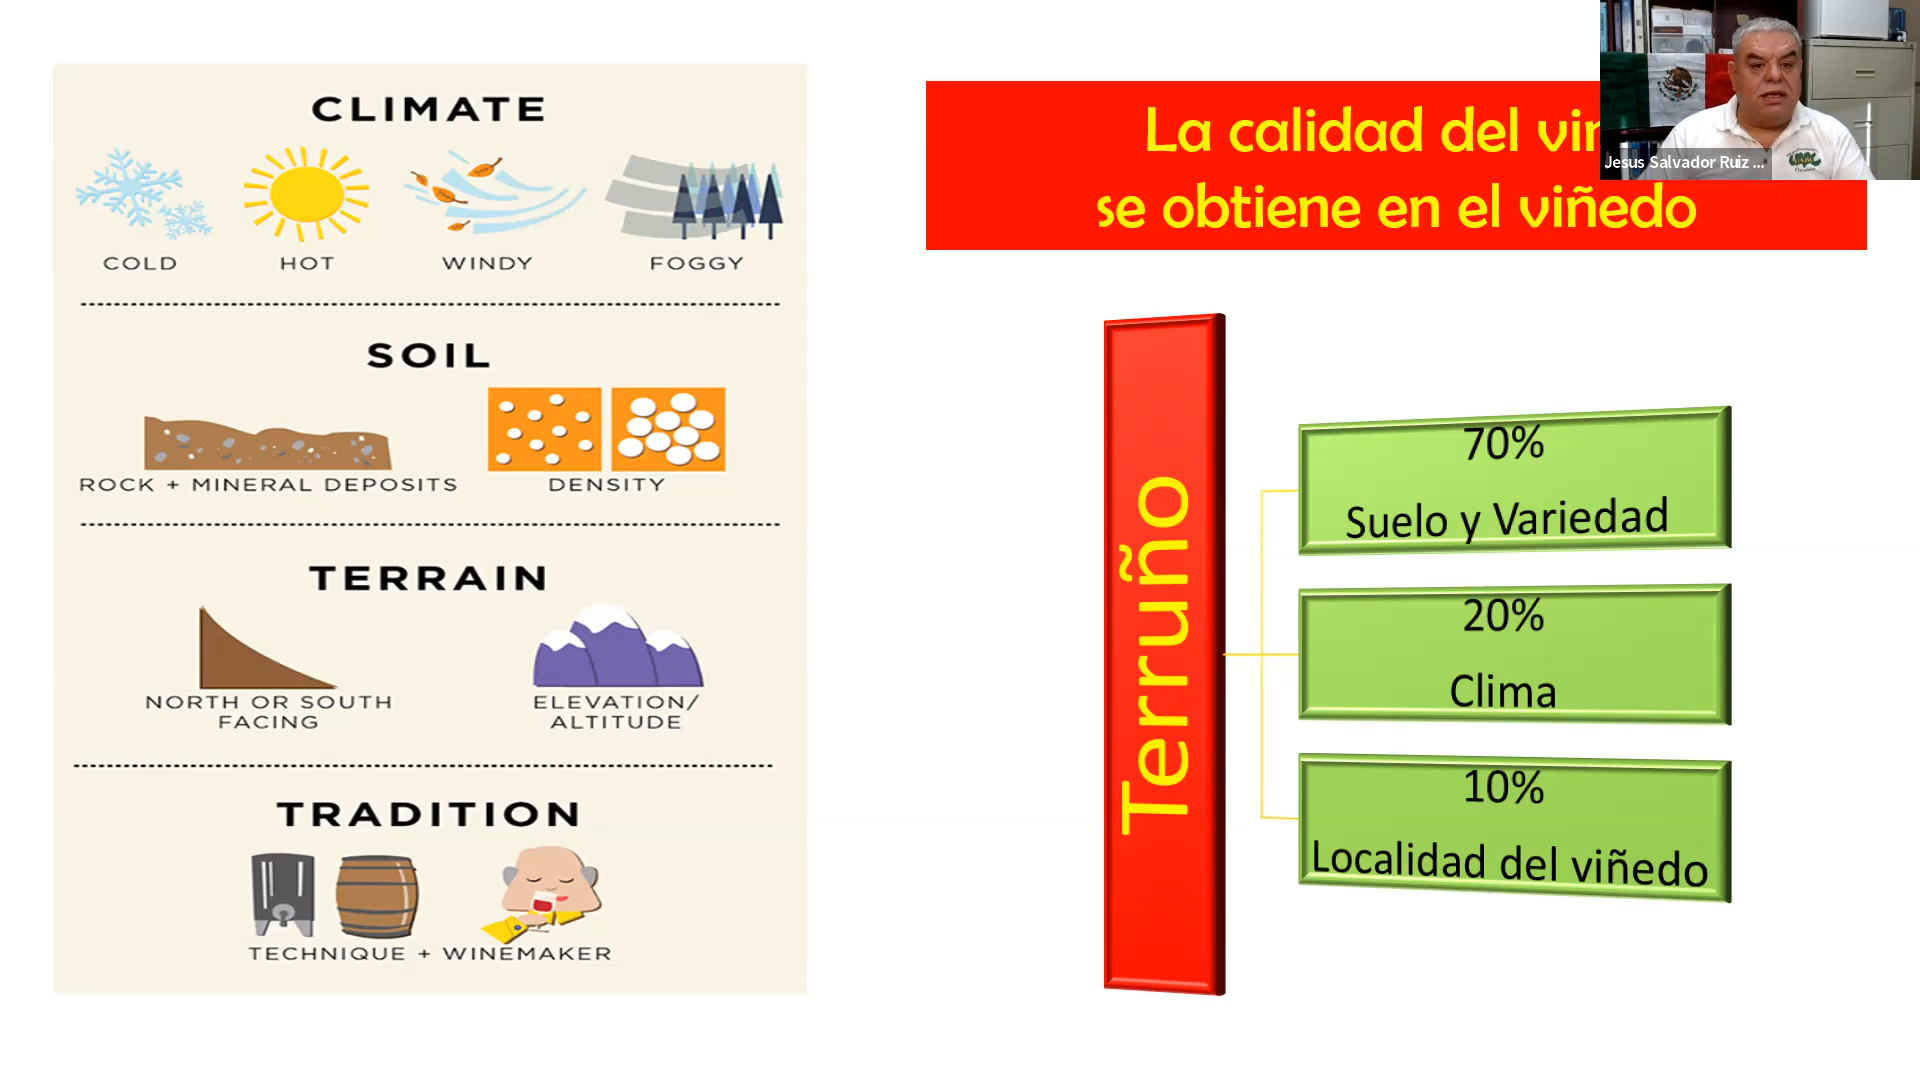 CLIMATE
COLD
HOT
WINDY
FOGGY
SOIL
ROCK + MINERAL DEPOSITS
DENSITY
TERRAIN
NORTH OR SOUTH
FACING
ELEVATION/
ALTITUDE
TRADITION
TECHNIQUE + WINEMAKER
La calidad del
se obtiene en el viñedo
Terruño
70%
Suelo y Variedad
20%
Clima
10%
Localidad del viñedo
Jesus Salvador Ruiz ...